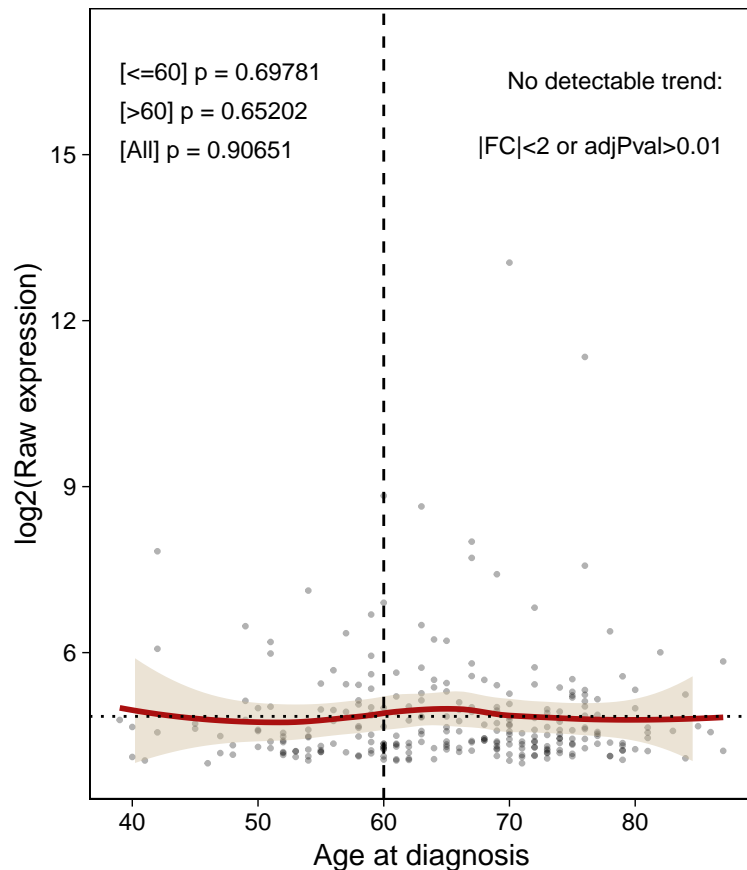 [<=60] p = 0.69781
[>60] p = 0.65202
[All] p = 0.90651
No detectable trend:
|FC|<2 or adjPval>0.01
log2(Raw expression)
15
12
9
6
40
50
60
70
80
Age at diagnosis